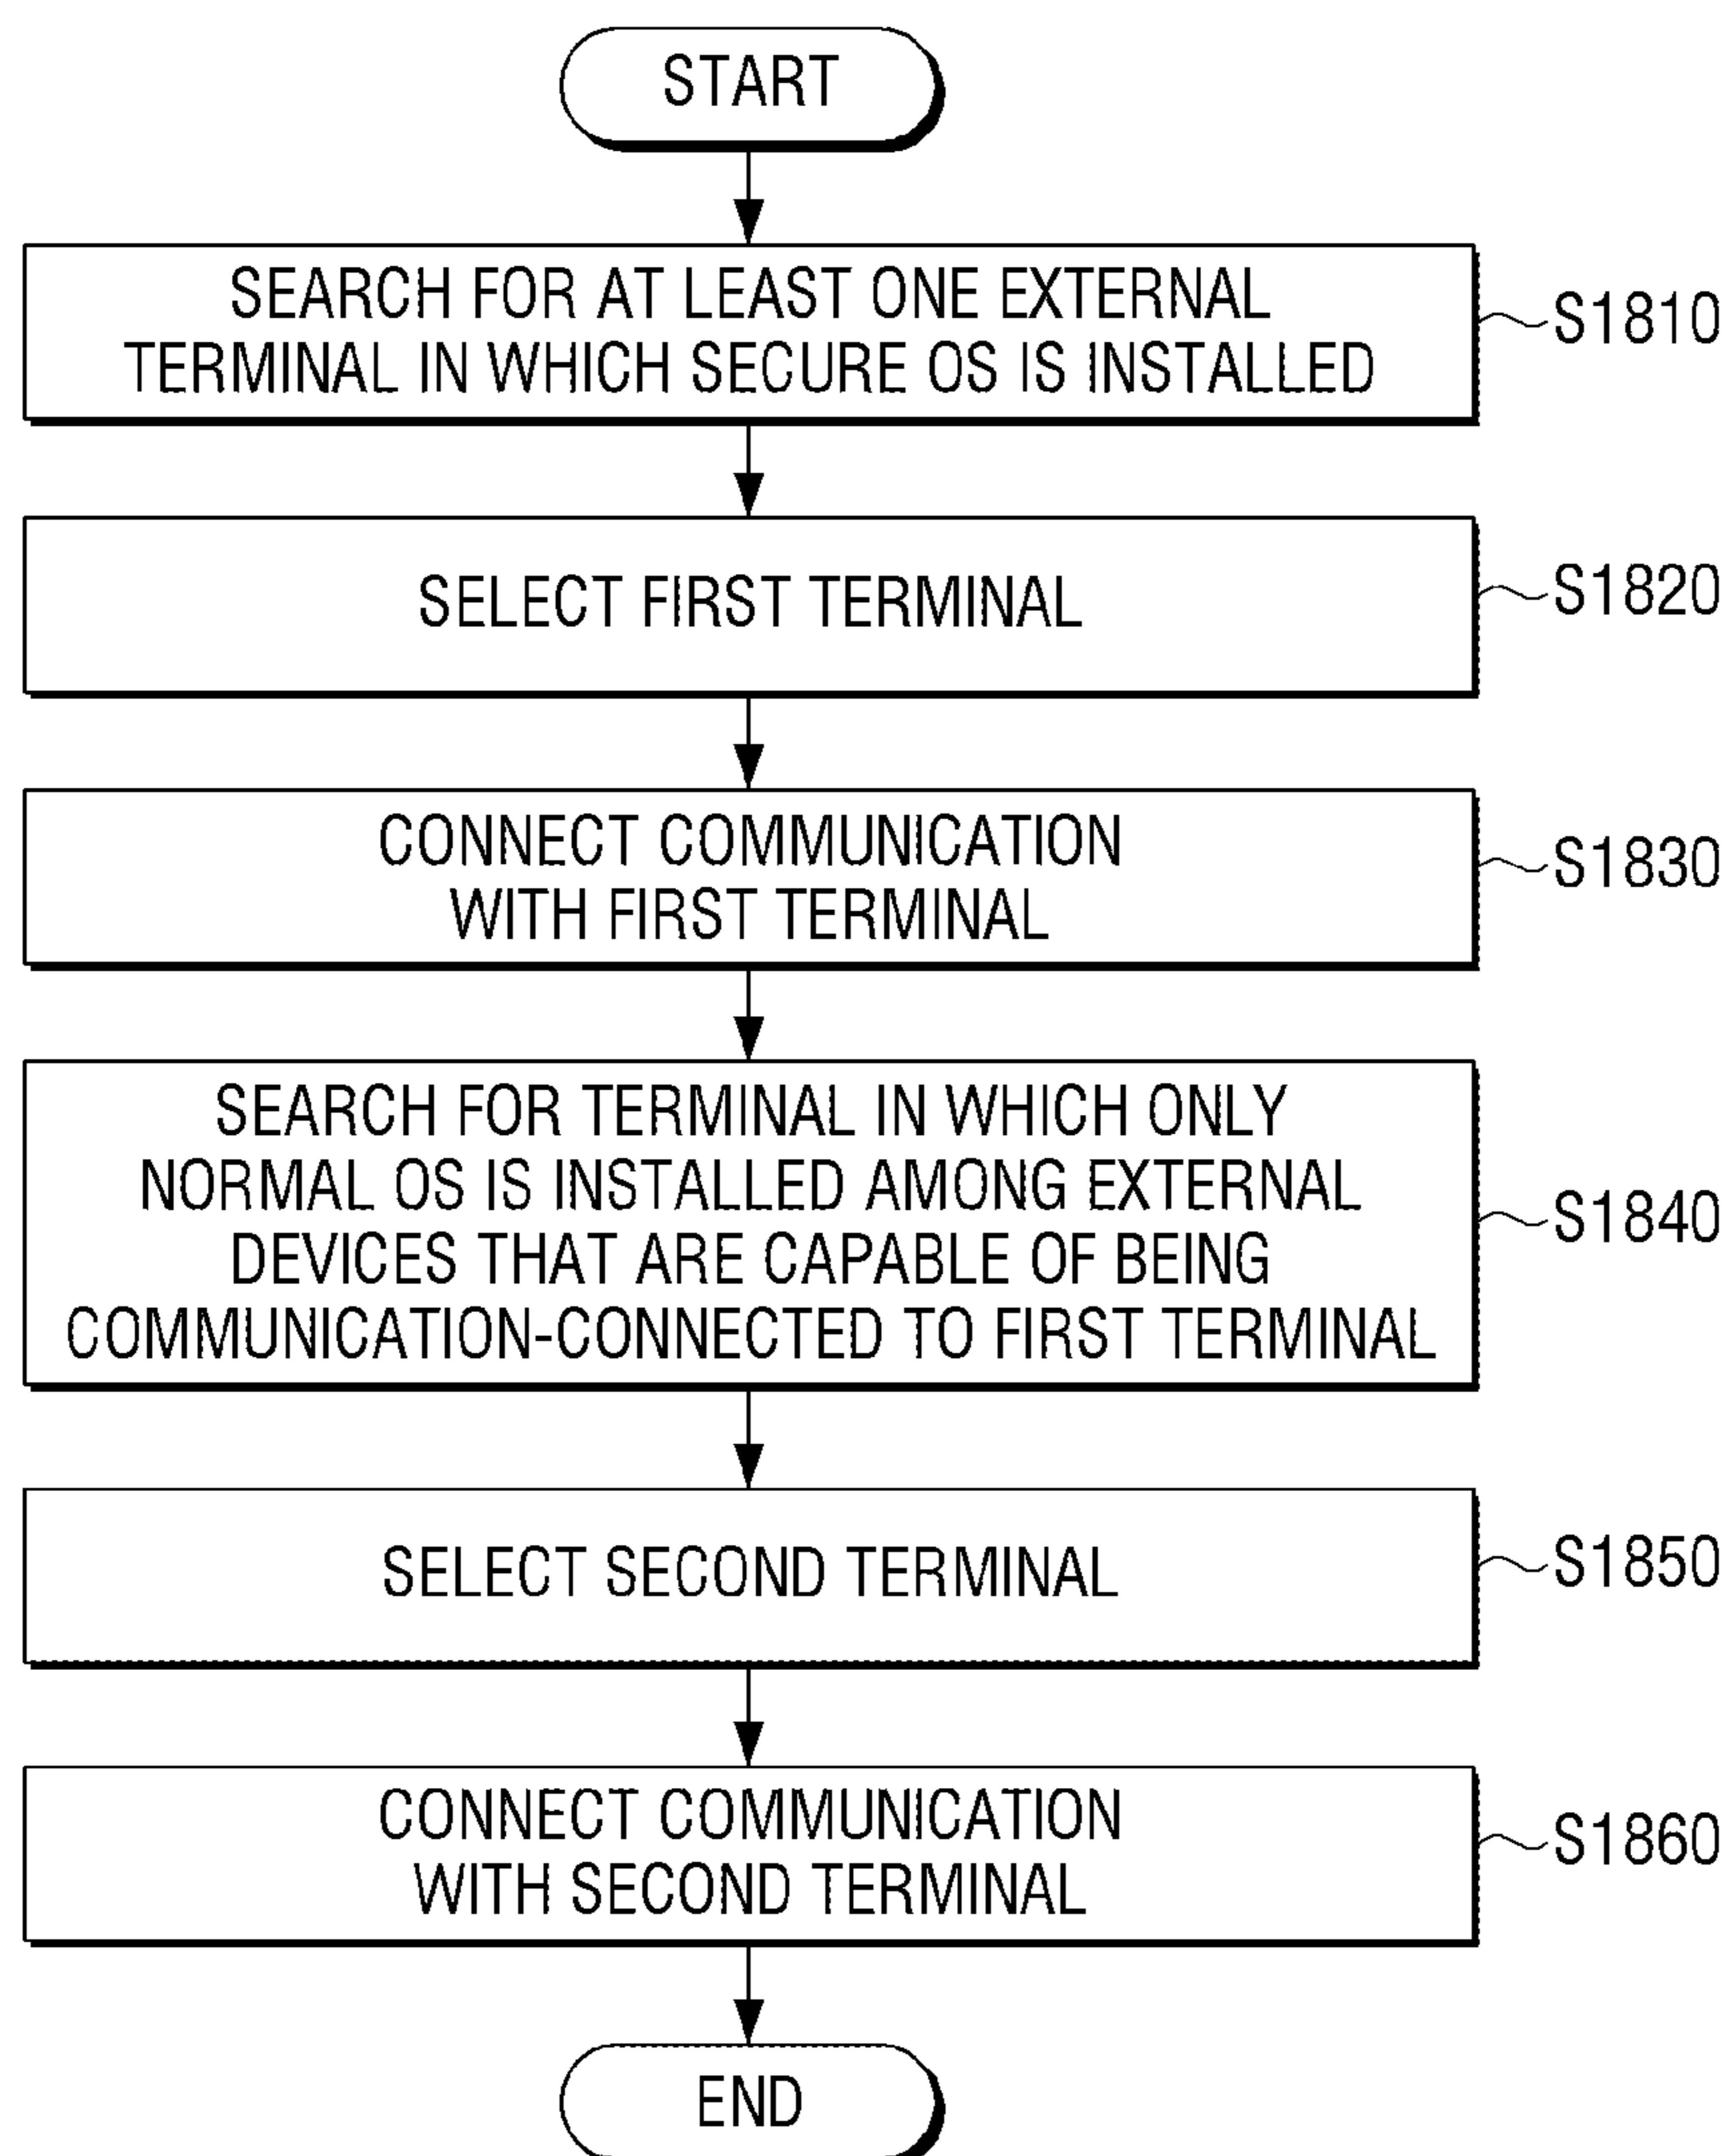 START
SEARCH FOR AT LEAST ONE EXTERNAL
TERMINAL IN WHICH SECURE OS IS INSTALLED
S1810
SELECT FIRST TERMINAL
S1820
CONNECT COMMUNICATION
WITH FIRST TERMINAL
S1830
SEARCH FOR TERMINAL IN WHICH ONLY
NORMAL OS IS INSTALLED AMONG EXTERNAL
DEVICES THAT ARE CAPABLE OF BEING
COMMUNICATION-CONNECTED TO FIRST TERMINAL
S1840
SELECT SECOND TERMINAL
S1850
CONNECT COMMUNICATION
WITH SECOND TERMINAL
S1860
END